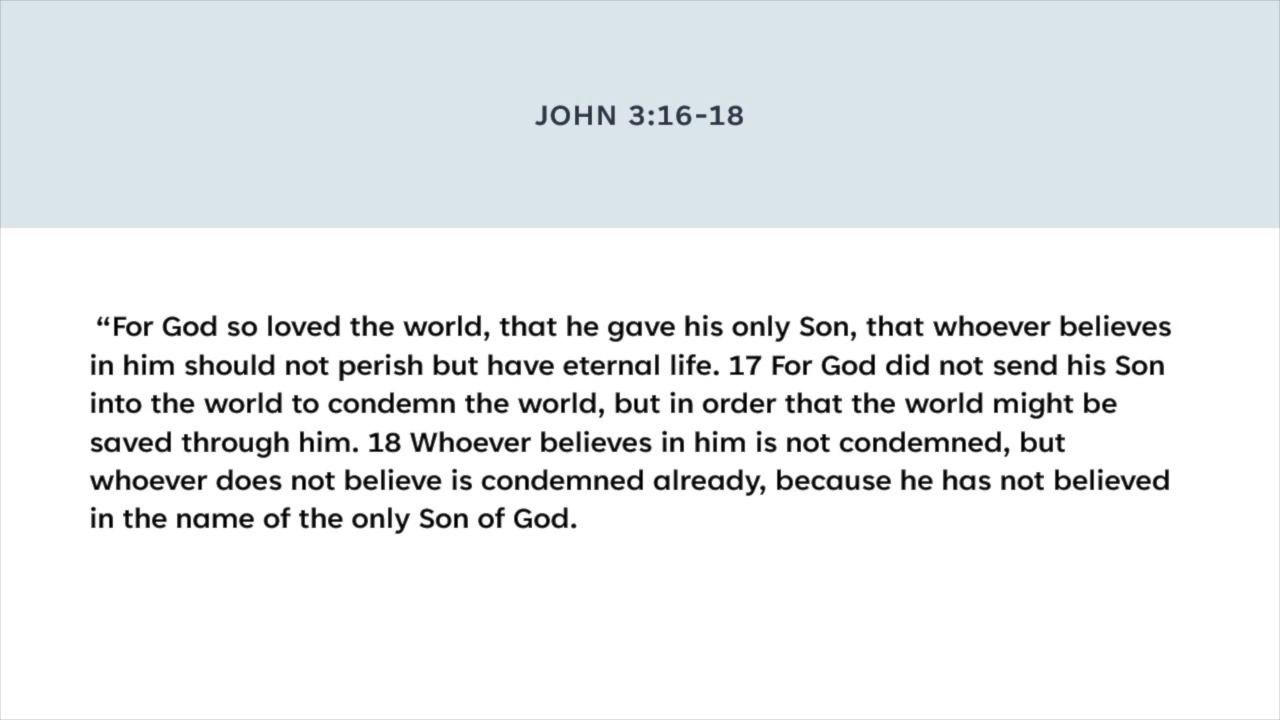 JOHN 3:16-18
“For God so loved the world, that he gave his only Son, that whoever believes
in him should not perish but have eternal life. 17 For God did not send his Son
into the world to condemn the world, but in order that the world might be
saved through him. 18 Whoever believes in him is not condemned, but
whoever does not believe is condemned already, because he has not believed
in the name of the only Son of God.